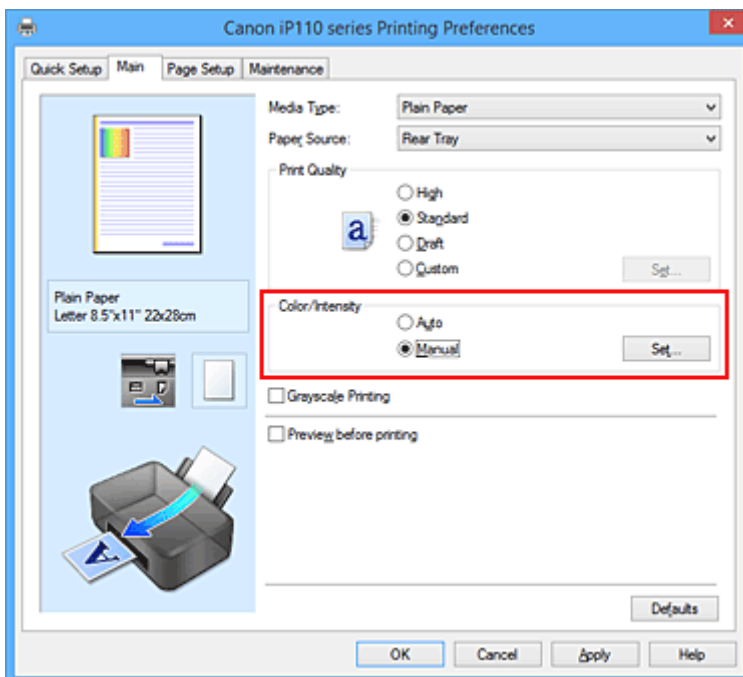 Canon iP110 series Printing Preferences
Quick Setup Main Page Setup Maintenance
Media Type: Plain Paper
Paper Source: Rear Tray
Print Quality
High
a Standard
Draft
Custom Set...
Plain Paper
Letter 8.5"x11" 22x28cm
Color/Intensity
Auto
Manual Set...
Grayscale Printing
Preview before printing
A
Defaults
OK Cancel Apply Help